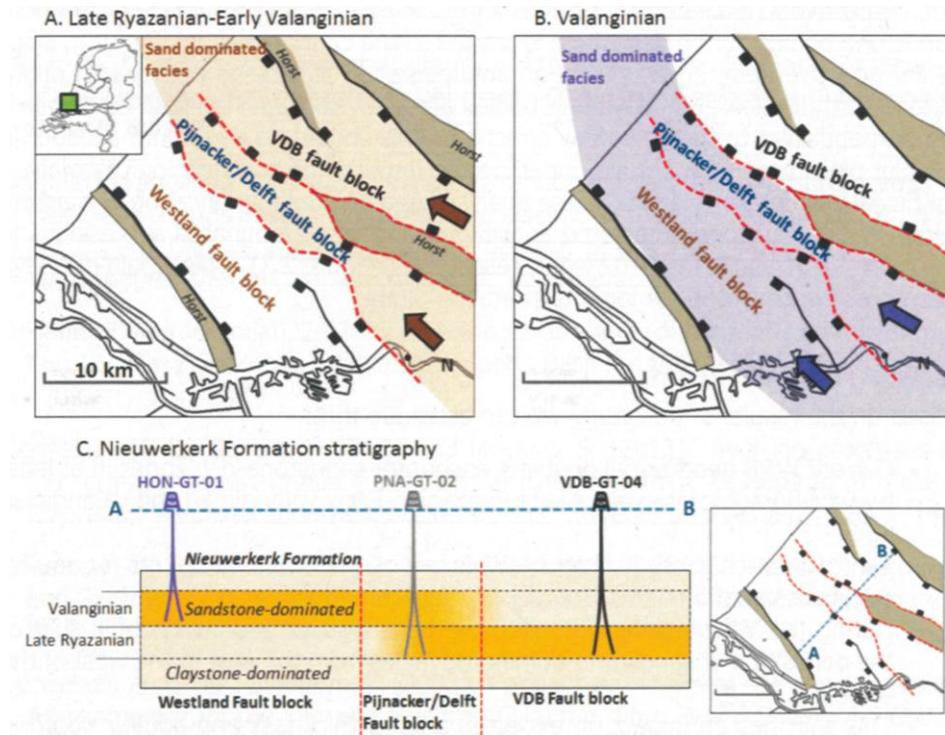 A. Late Ryazanian-Early Valanginian
Sand dominated
facies
Horst
Horst
VDB fault block
Pijnacker/Delft fault
block
Horst
Westland fault
block
Horst
10 km
N
B. Valanginian
Sand dominated
facies
VDB fault block
Pijnacker/Delft fault
block
Westland fault
block
10 km
N
C. Nieuwerkerk Formation stratigraphy
HON-GT-01
PNA-GT-02
VDB-GT-04
A
B
Nieuwerkerk Formation
Valanginian
Sandstone-dominated
Late Ryazanian
Claystone-dominated
Westland Fault block
Pijnacker/Delft
Fault block
VDB Fault block
B
A